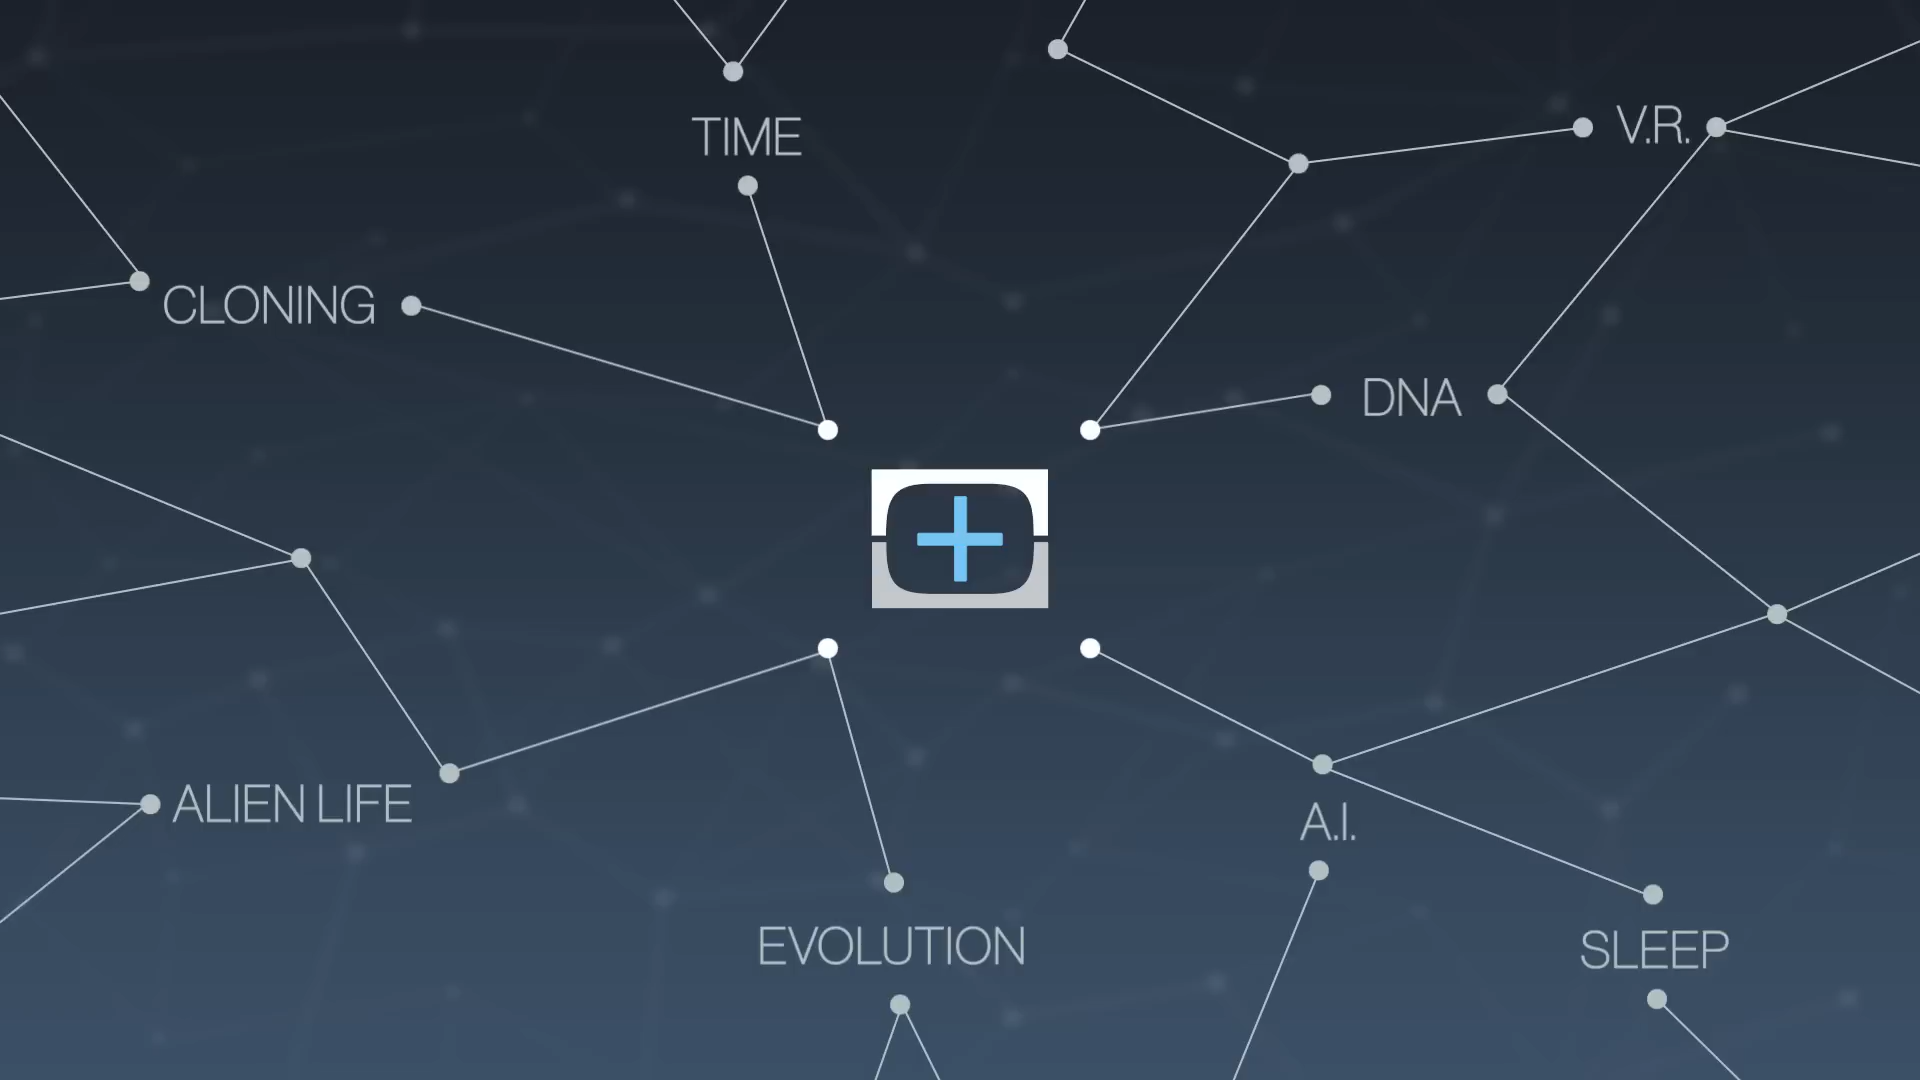 TIME
V.R.
CLONING
DNA
ALIEN LIFE
A.I.
EVOLUTION
SLEEP